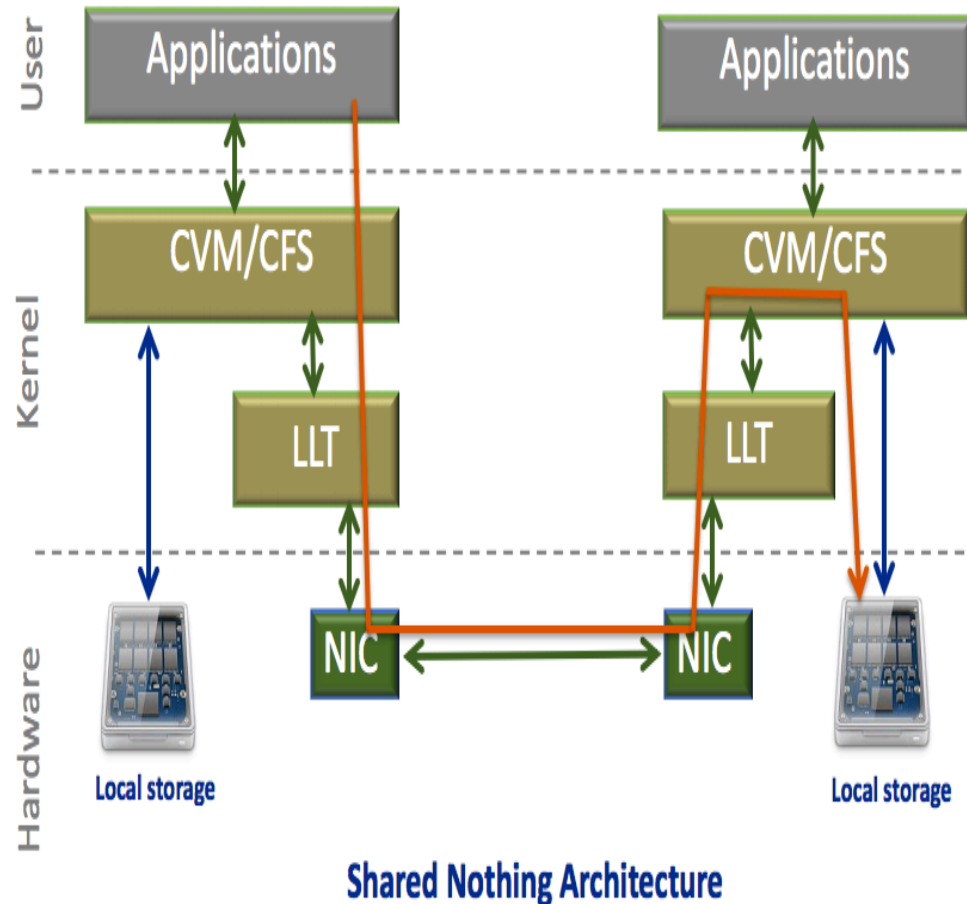 User
Applications
Applications
Kernel
CVM/CFS
CVM/CFS
LLT
LLT
Hardware
NIC
NIC
Local storage
Local storage
Shared Nothing Architecture